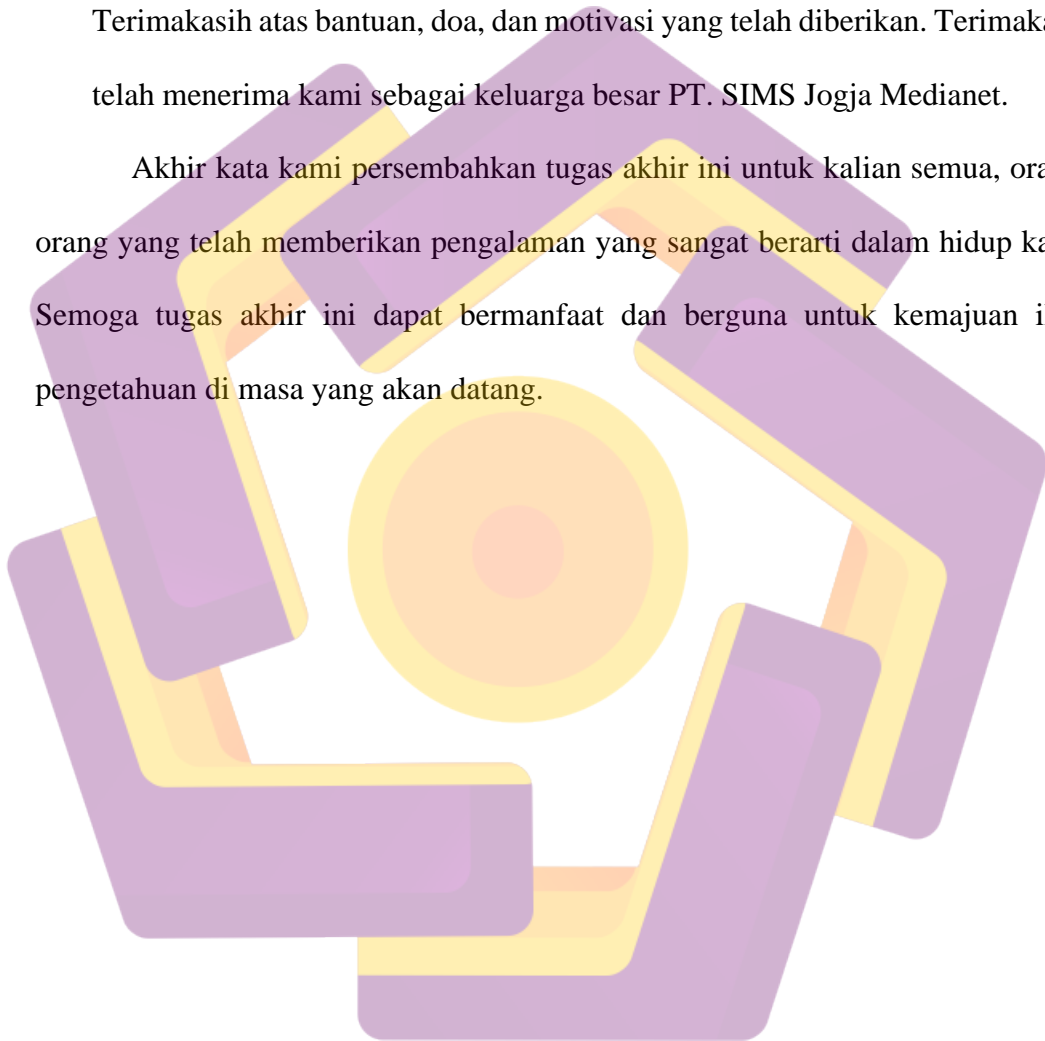 Terimakasih atas bantuan, doa, dan motivasi yang telah diberikan. Terimaka
telah menerima kami sebagai keluarga besar PT. SIMS Jogja Medianet.
Akhir kata kami persembahkan tugas akhir ini untuk kalian semua, ora
orang yang telah memberikan pengalaman yang sangat berarti dalam hidup ka
Semoga tugas akhir ini dapat bermanfaat dan berguna untuk kemajuan i
pengetahuan di masa yang akan datang.